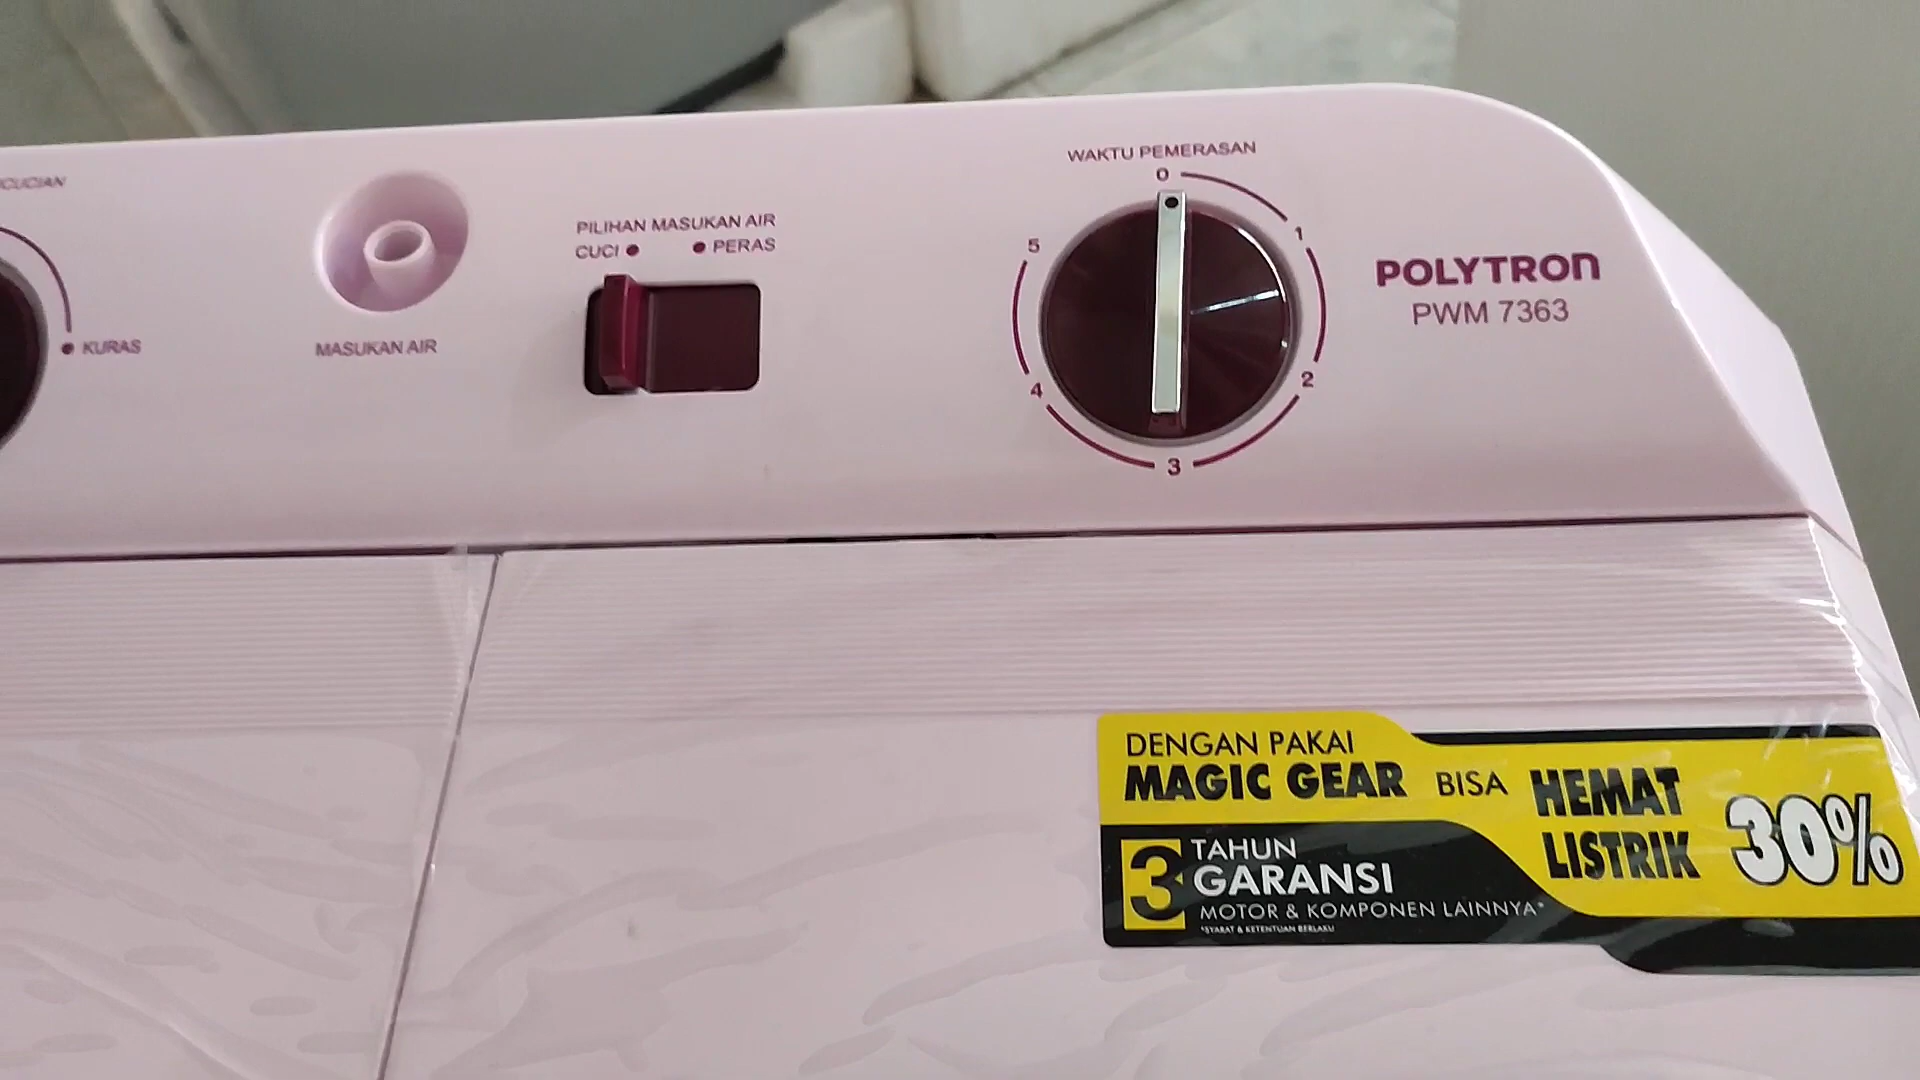 WAKTU PEMERASAN
0
1
2
3
4
5
PILIHAN MASUKAN AIR
CUCI PERAS
MASUKAN AIR
KURAS
POLYTRON
PWM 7363
DENGAN PAKAI
MAGIC GEAR BISA
HEMAT
LISTRIK
30%
3 TAHUN
GARANSI
MOTOR & KOMPONEN LAINNYA*
*SYARAT & KETENTUAN BERLAKU